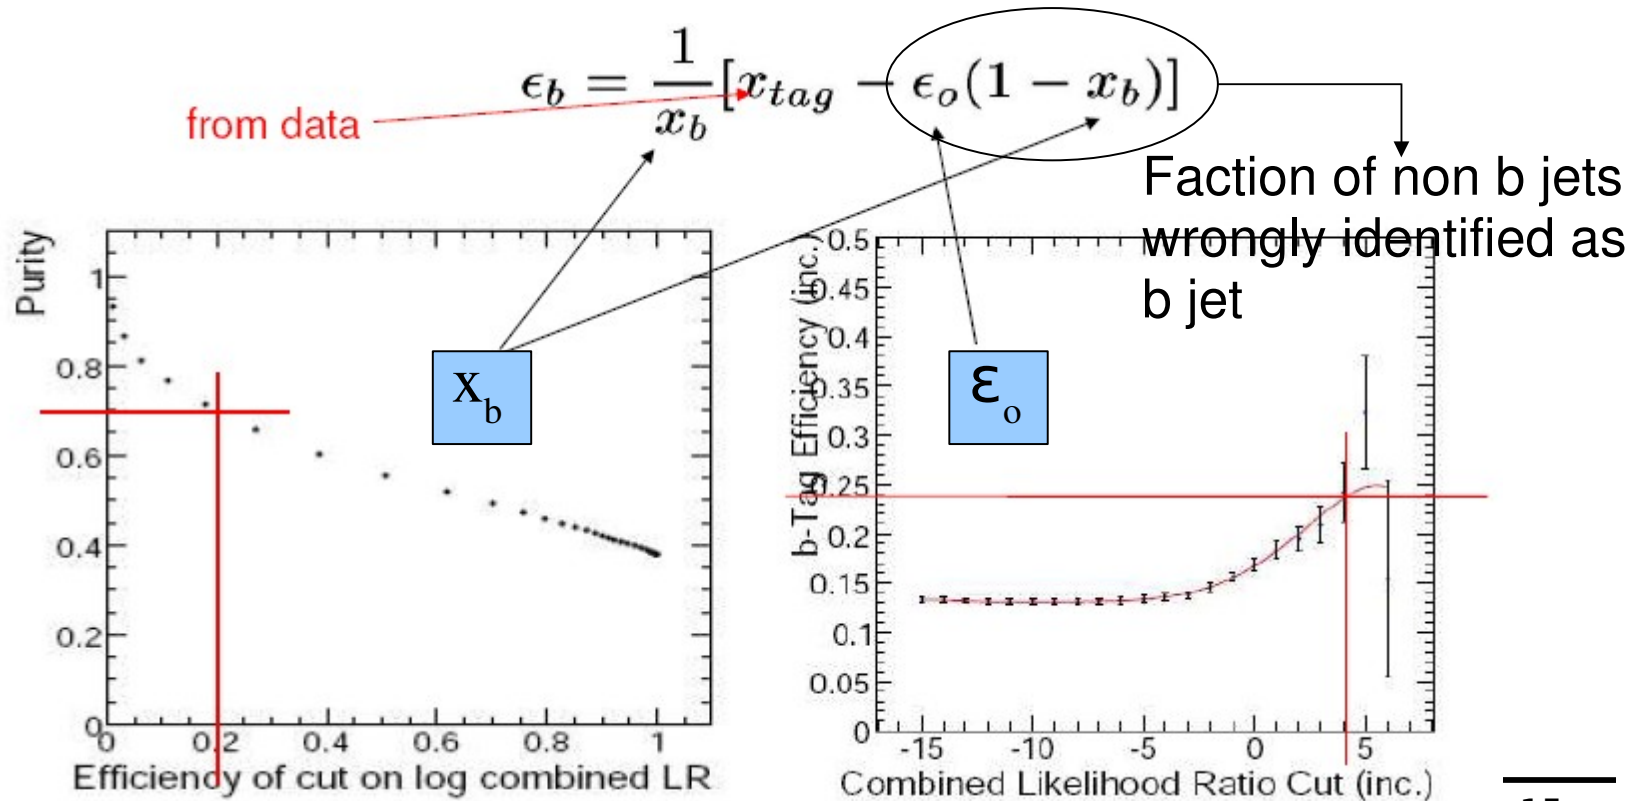 ϵ_b = 1/x_b [x_tag − ϵ_o(1 − x_b)]
from data
Faction of non b jets
wrongly identified as
b jet
Purity
1
0.8
0.6
0.4
0.2
0
0 0.2 0.4 0.6 0.8 1
Efficiency of cut on log combined LR
x_b
b-Tag Efficiency (inc.)
0.5
0.45
0.4
0.35
0.3
0.25
0.2
0.15
0.1
0.05
0
-15 -10 -5 0 5
Combined Likelihood Ratio Cut (inc.)
ε_o